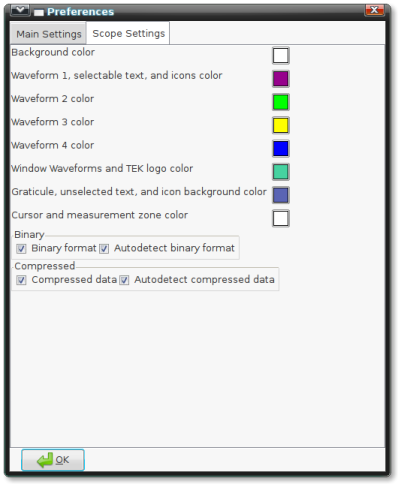 Preferences
Main Settings Scope Settings
Background color
Waveform 1, selectable text, and icons color
Waveform 2 color
Waveform 3 color
Waveform 4 color
Window Waveforms and TEK logo color
Graticule, unselected text, and icon background color
Cursor and measurement zone color
Binary
Binary format Autodetect binary format
Compressed
Compressed data Autodetect compressed data
OK